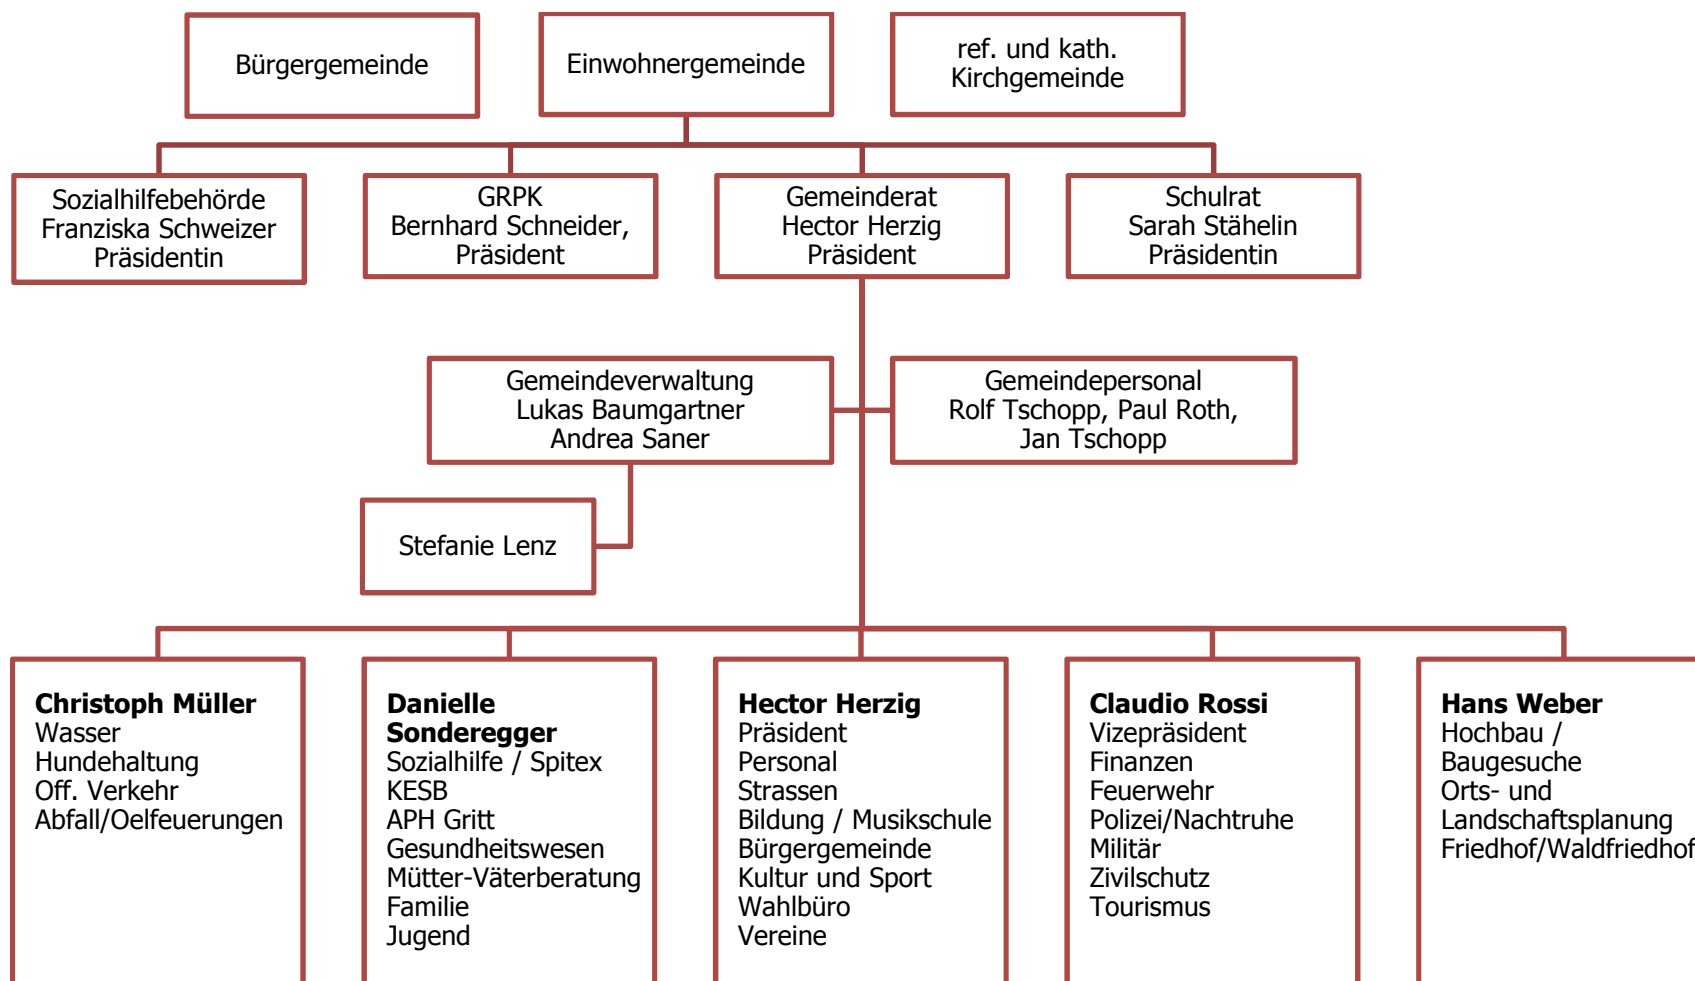 Bürgergemeinde
Einwohnergemeinde
ref. und kath.
Kirchgemeinde
Sozialhilfebehörde
Franziska Schweizer
Präsidentin
GRPK
Bernhard Schneider,
Präsident
Gemeinderat
Hector Herzig
Präsident
Schulrat
Sarah Stähelin
Präsidentin
Gemeindeverwaltung
Lukas Baumgartner
Andrea Saner
Gemeindepersonal
Rolf Tschopp, Paul Roth,
Jan Tschopp
Stefanie Lenz
Christoph Müller
Wasser
Hundehaltung
Off. Verkehr
Abfall/Oelfeuerungen
Danielle
Sonderegger
Sozialhilfe / Spitex
KESB
APH Gritt
Gesundheitswesen
Mütter-Väterberatung
Familie
Jugend
Hector Herzig
Präsident
Personal
Strassen
Bildung / Musikschule
Bürgergemeinde
Kultur und Sport
Wahlbüro
Vereine
Claudio Rossi
Vizepräsident
Finanzen
Feuerwehr
Polizei/Nachtruhe
Militär
Zivilschutz
Tourismus
Hans Weber
Hochbau /
Baugesuche
Orts- und
Landschaftsplanung
Friedhof/Waldfriedhof